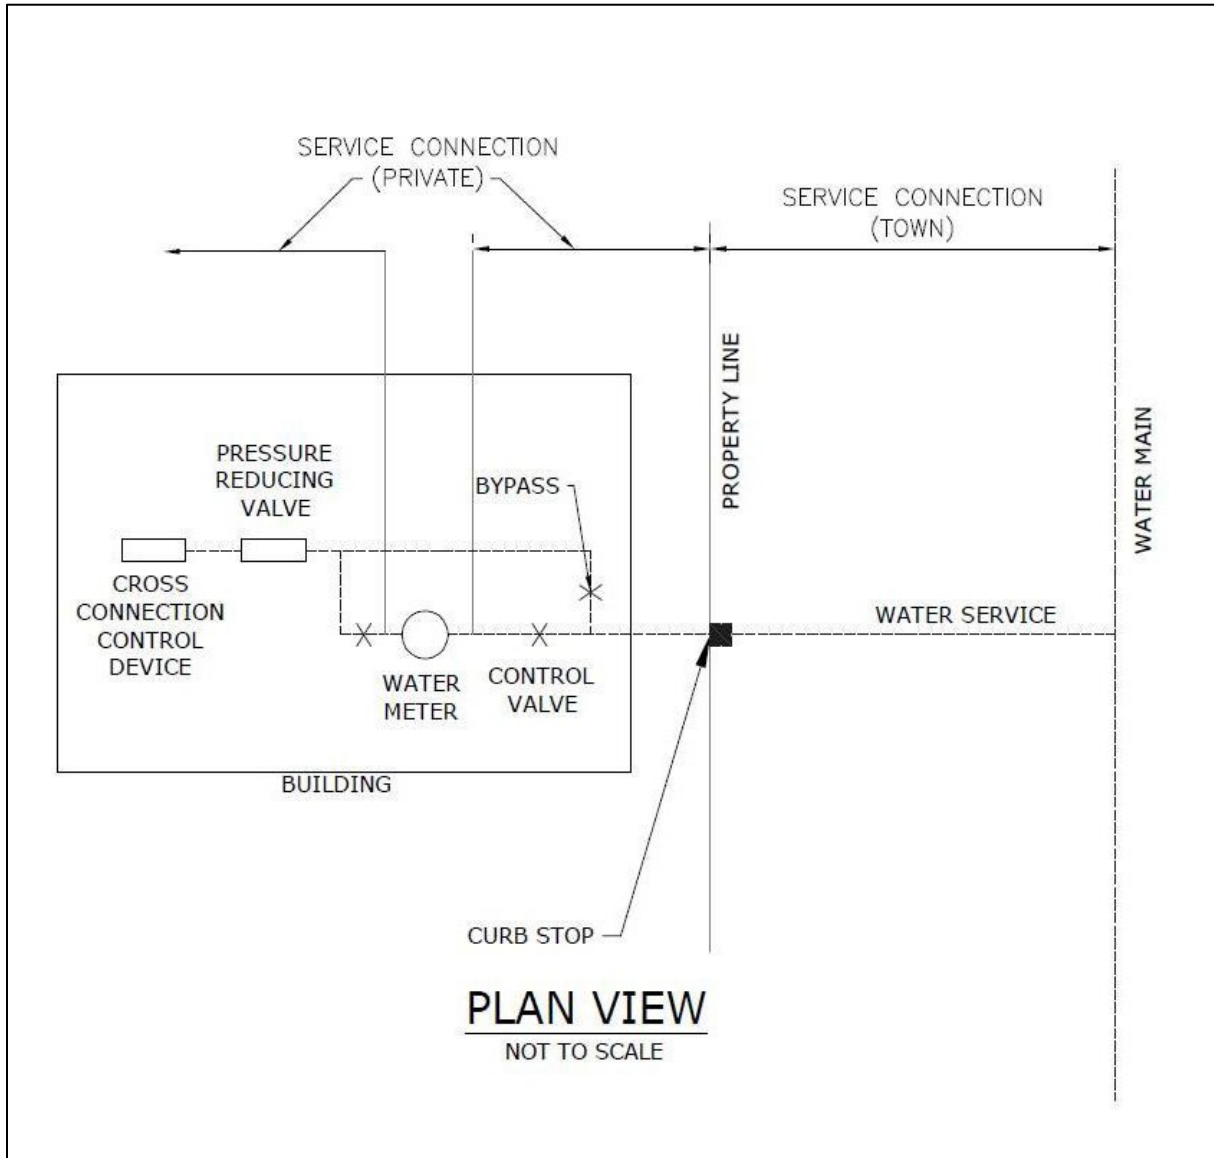 SERVICE CONNECTION
(PRIVATE)
SERVICE CONNECTION
(TOWN)
PROPERTY LINE
WATER MAIN
PRESSURE
REDUCING
VALVE
BYPASS
CROSS
CONNECTION
CONTROL
DEVICE
WATER SERVICE
WATER
METER
CONTROL
VALVE
BUILDING
CURB STOP
PLAN VIEW
NOT TO SCALE